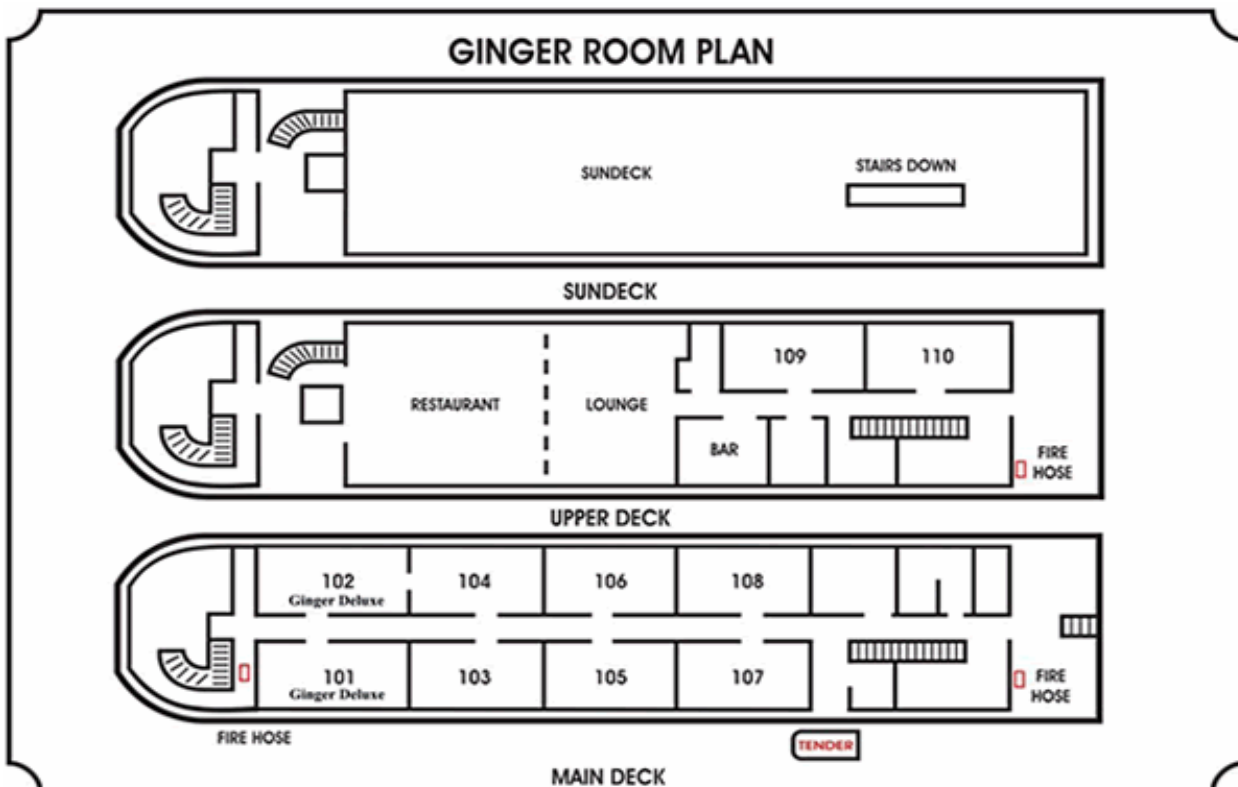 GINGER ROOM PLAN
SUNDECK
STAIRS DOWN
SUNDECK
109
110
RESTAURANT
LOUNGE
BAR
FIRE
HOSE
UPPER DECK
102
Ginger Deluxe
104
106
108
101
Ginger Deluxe
103
105
107
FIRE
HOSE
FIRE HOSE
TENDER
MAIN DECK